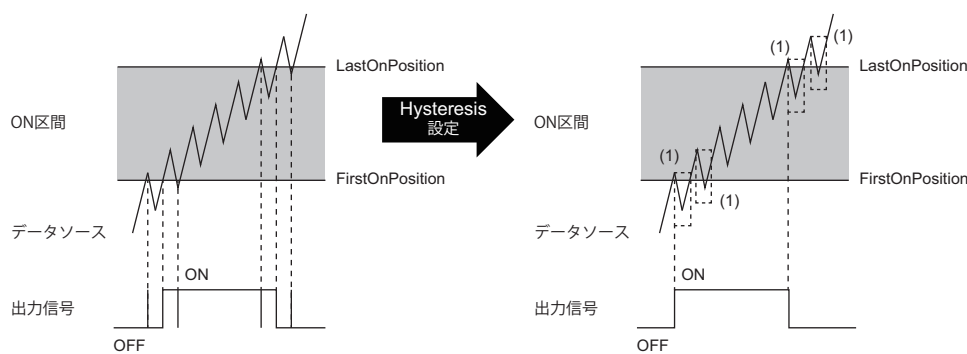 LastOnPosition
ON区間
FirstOnPosition
データソース
ON
出力信号
OFF
Hysteresis
設定
(1)
(1)
LastOnPosition
ON区間
(1)
FirstOnPosition
(1)
データソース
ON
出力信号
OFF